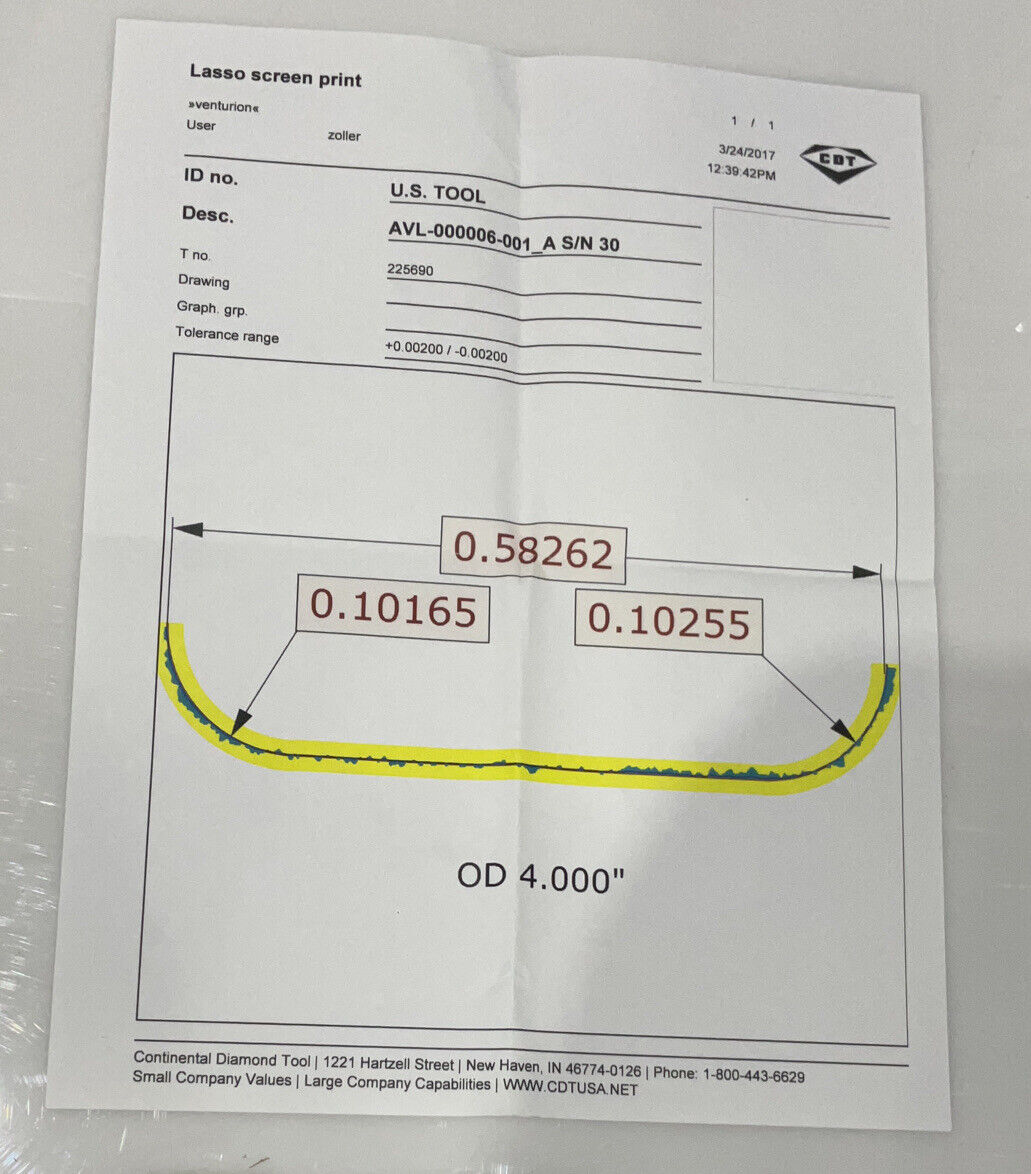 Lasso screen print
»venturion«
User zoller
1 / 1
3/24/2017
12:39:42PM
CDT
ID no. U.S. TOOL
Desc. AVL-000006-001_A S/N 30
T no. 225690
Drawing
Graph. grp.
Tolerance range +0.00200 / -0.00200
0.58262
0.10165 0.10255
OD 4.000"
Continental Diamond Tool | 1221 Hartzell Street | New Haven, IN 46774-0126 | Phone: 1-800-443-6629
Small Company Values | Large Company Capabilities | WWW.CDTUSA.NET